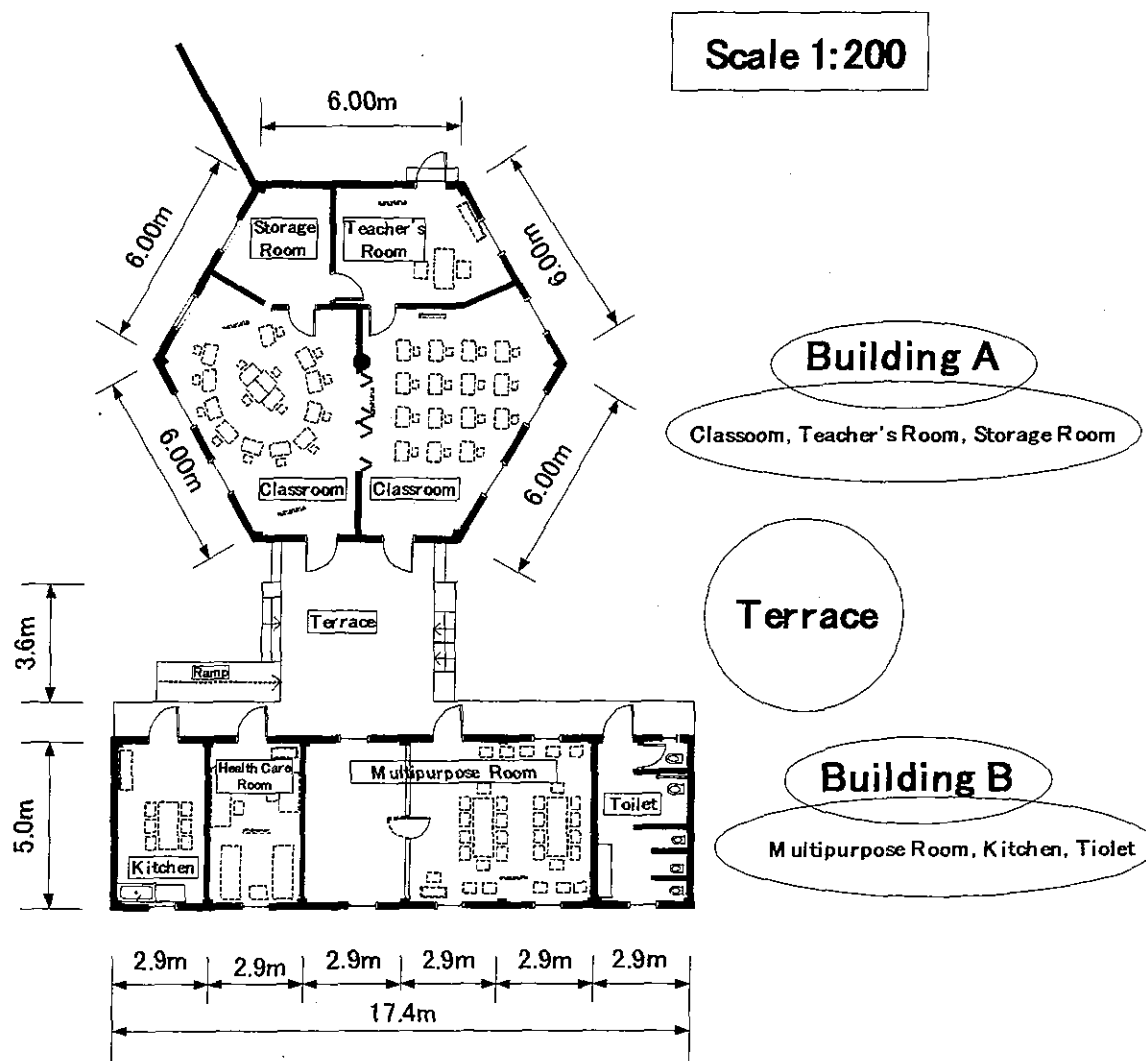 Scale 1:200
6.00m
6.00m
6.00m
Storage
Room
Teacher's
Room
Building A
Classoom, Teacher's Room, Storage Room
6.00m
6.00m
Classroom
Classroom
Terrace
Terrace
3.6m
Ramp
Health Care
Room
Multipurpose Room
Building B
Toilet
5.0m
Kitchen
Multipurpose Room, Kitchen, Tiolet
2.9m
2.9m
2.9m
2.9m
2.9m
2.9m
17.4m